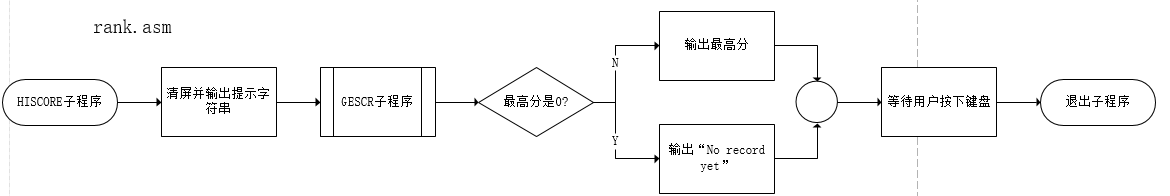 rank.asm
HISCORE子程序
清屏并输出提示字
符串
GESCR子程序
最高分是0?
N
输出最高分
Y
输出“No record
yet”
等待用户按下键盘
退出子程序